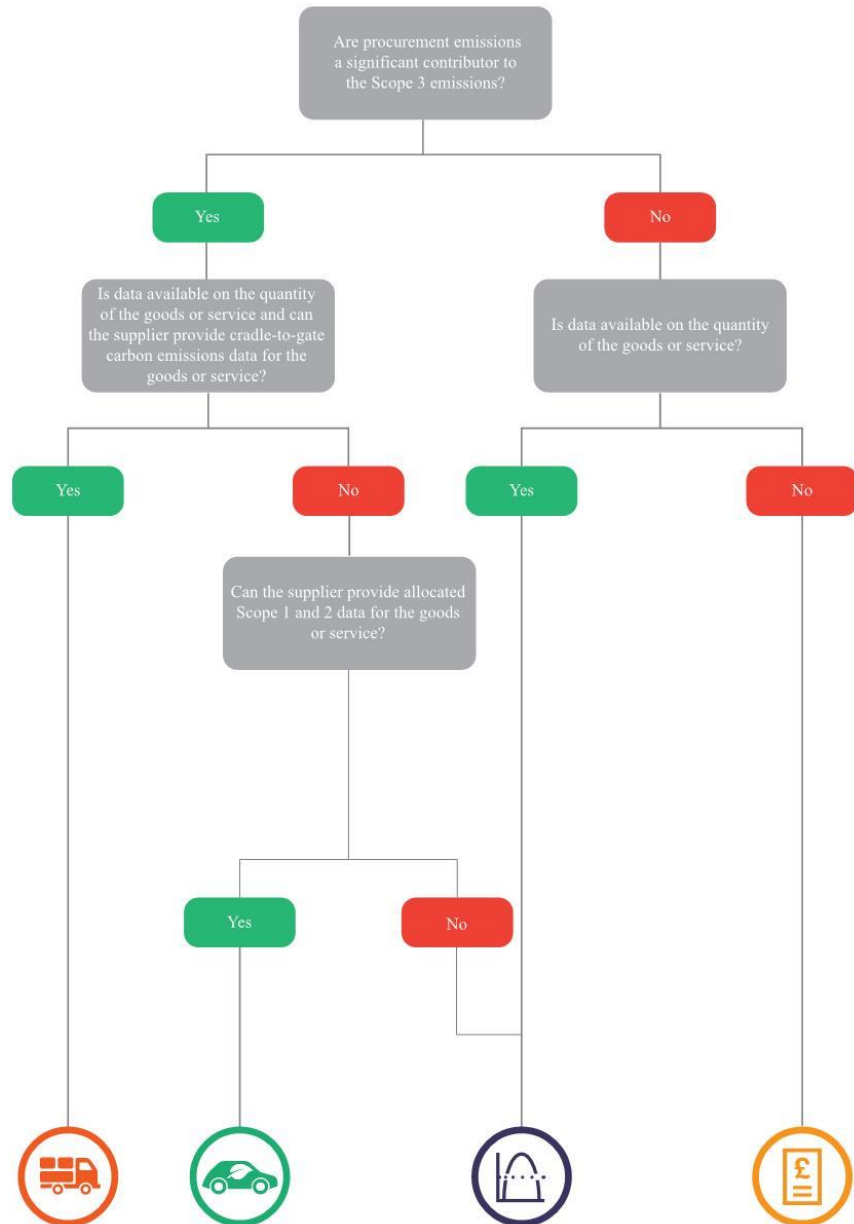 Are procurement emissions
a significant contributor to
the Scope 3 emissions?
Yes
No
Is data available on the quantity
of the goods or service and can
the supplier provide cradle-to-gate
carbon emissions data for the
goods or service?
Is data available on the quantity
of the goods or service?
Yes
No
Yes
No
Can the supplier provide allocated
Scope 1 and 2 data for the goods
or service?
Yes
No
£